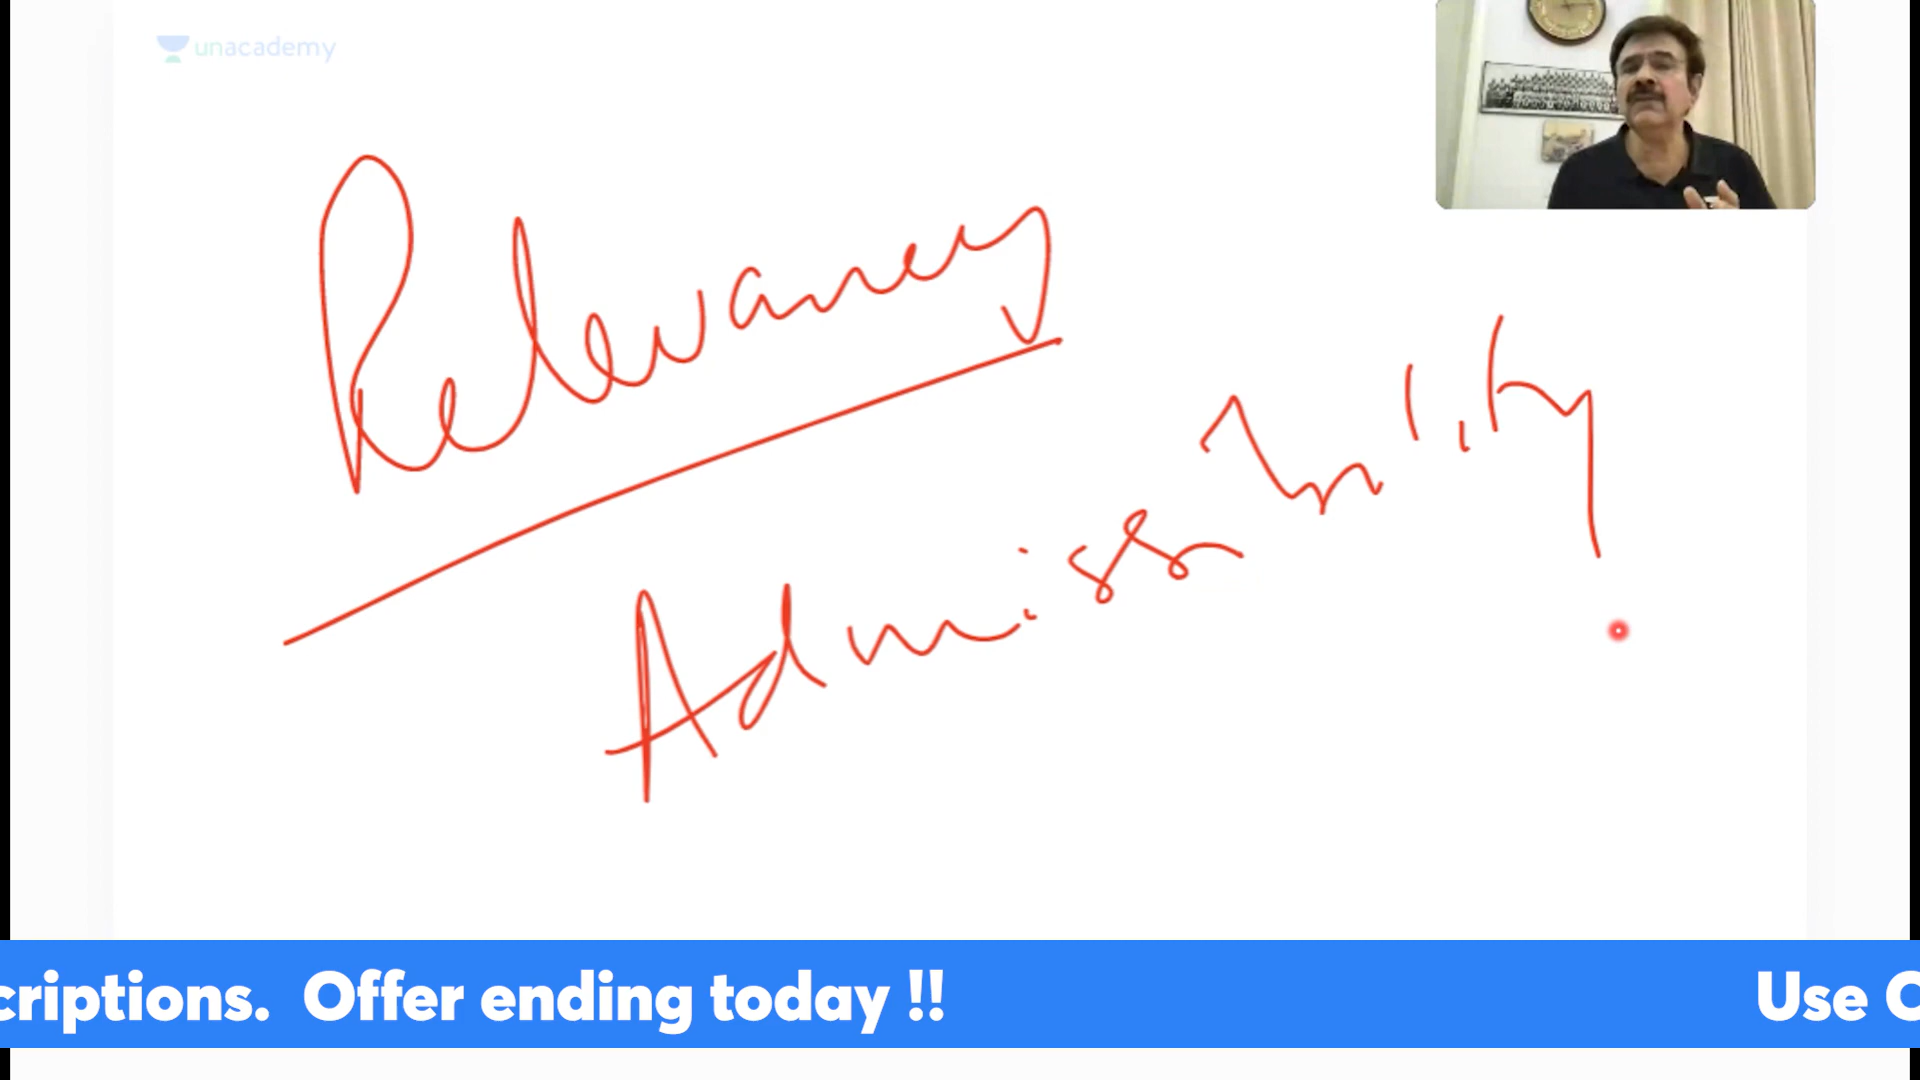 unacademy
Relevancy
Admissibility
criptions. Offer ending today !! Use C